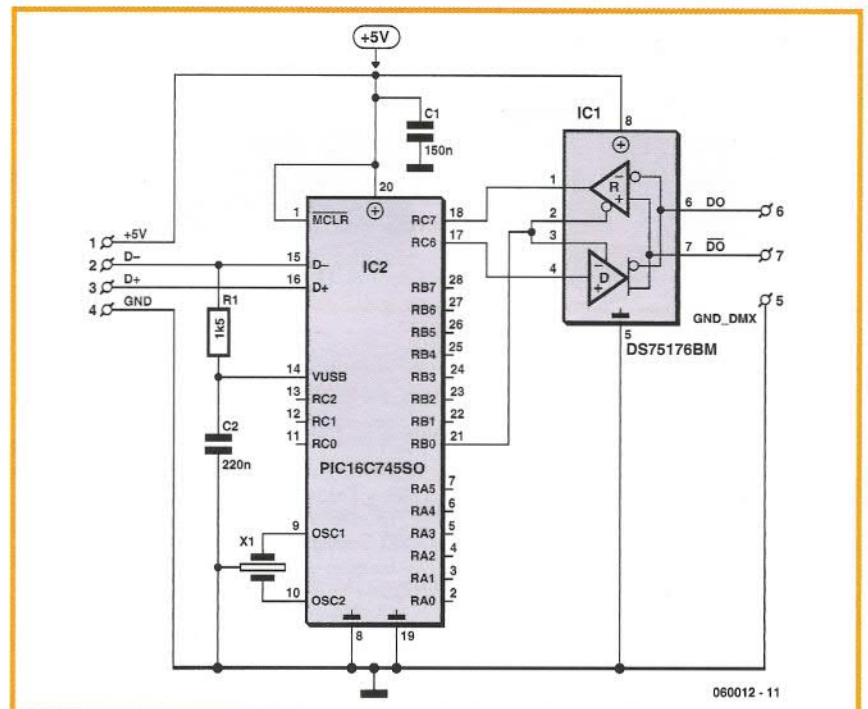 +5V
C1
150n
20
1
MCLR
IC2
15
D-
16
D+
14
VUSB
13
RC2
12
RC1
11
RC0
PIC16C745SO
9
OSC1
10
OSC2
8
19
RC7
18
RC6
17
RB7
28
RB6
27
RB5
26
RB4
25
RB3
24
RB2
23
RB1
22
RB0
21
RA5
7
RA4
6
RA3
5
RA2
4
RA1
3
RA0
2
1
+5V
2
D-
3
D+
4
GND
R1
1k5
C2
220n
X1
IC1
8
R
- +
D
- +
1
2
3
4
6
DO
6
7
DO
7
5
GND_DMX
5
DS75176BM
060012 - 11